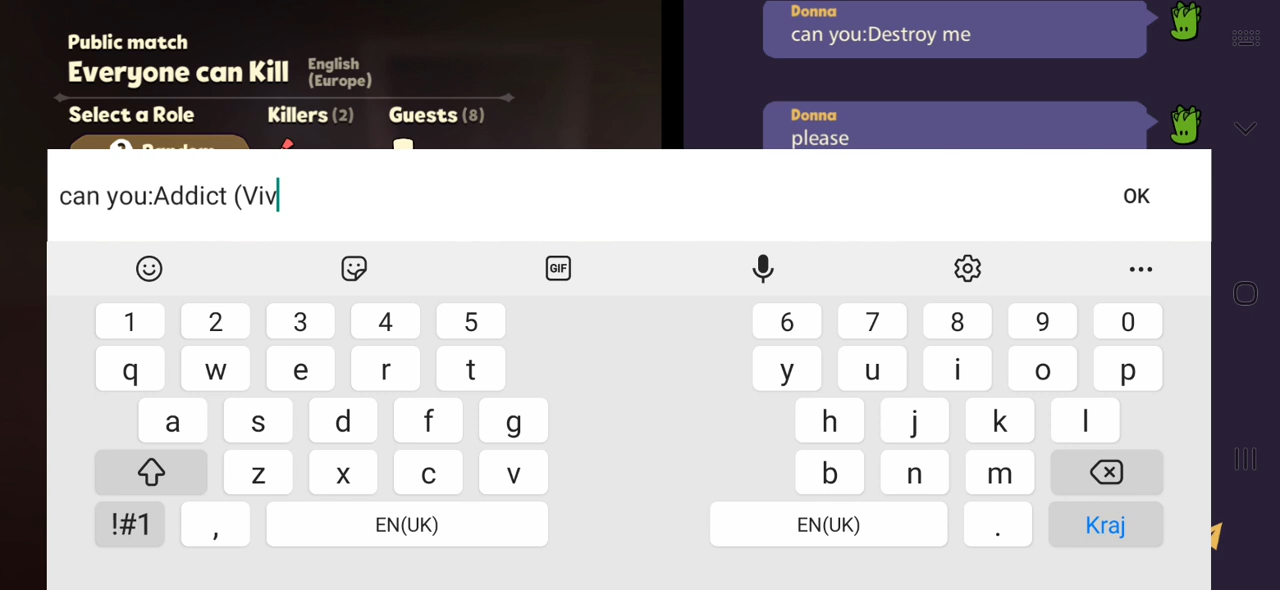 Public match
Everyone can Kill
English
(Europe)
Select a Role
Killers (2)
Guests (8)
Random
Donna
can you:Destroy me
Donna
please
can you:Addict (Viv
OK
GIF
1 2 3 4 5 6 7 8 9 0
q w e r t y u i o p
a s d f g h j k l
z x c v b n m
!#1 , EN(UK) EN(UK) . Kraj